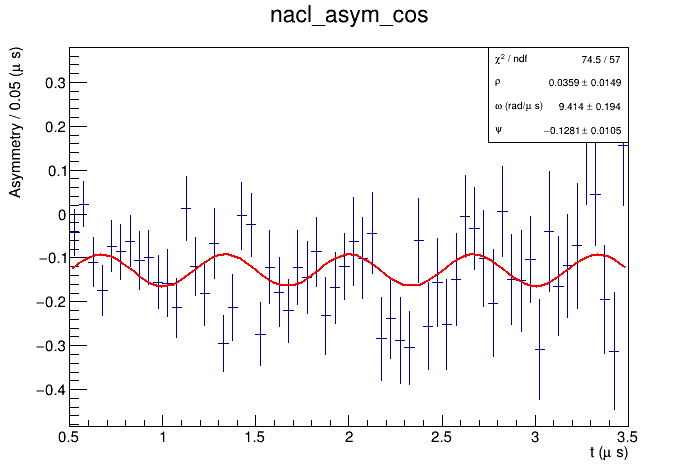 nacl_asym_cos
Asymmetry / 0.05 (μ s)
χ² / ndf 74.5 / 57
ρ 0.0359 ± 0.0149
ω (rad/μ s) 9.414 ± 0.194
ψ −0.1281 ± 0.0105
0.3
0.2
0.1
0
−0.1
−0.2
−0.3
−0.4
0.5 1 1.5 2 2.5 3 3.5
t (μ s)